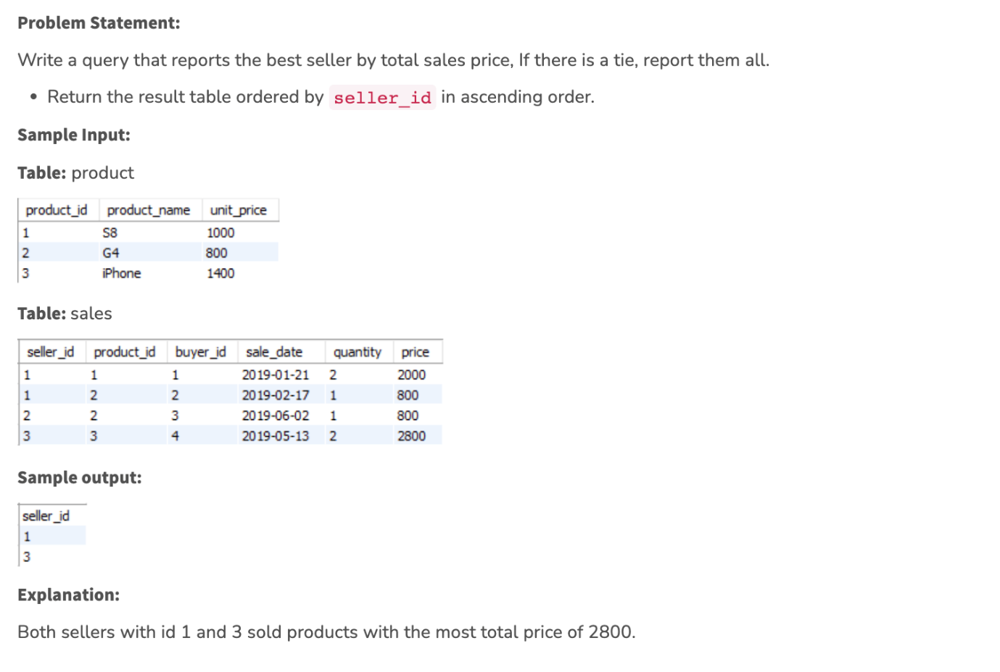 Problem Statement:
Write a query that reports the best seller by total sales price, If there is a tie, report them all.
• Return the result table ordered by seller_id in ascending order.
Sample Input:
Table: product
product_id product_name unit_price
1 S8 1000
2 G4 800
3 iPhone 1400
Table: sales
seller_id product_id buyer_id sale_date quantity price
1 1 1 2019-01-21 2 2000
1 2 2 2019-02-17 1 800
2 2 3 2019-06-02 1 800
3 3 4 2019-05-13 2 2800
Sample output:
seller_id
1
3
Explanation:
Both sellers with id 1 and 3 sold products with the most total price of 2800.